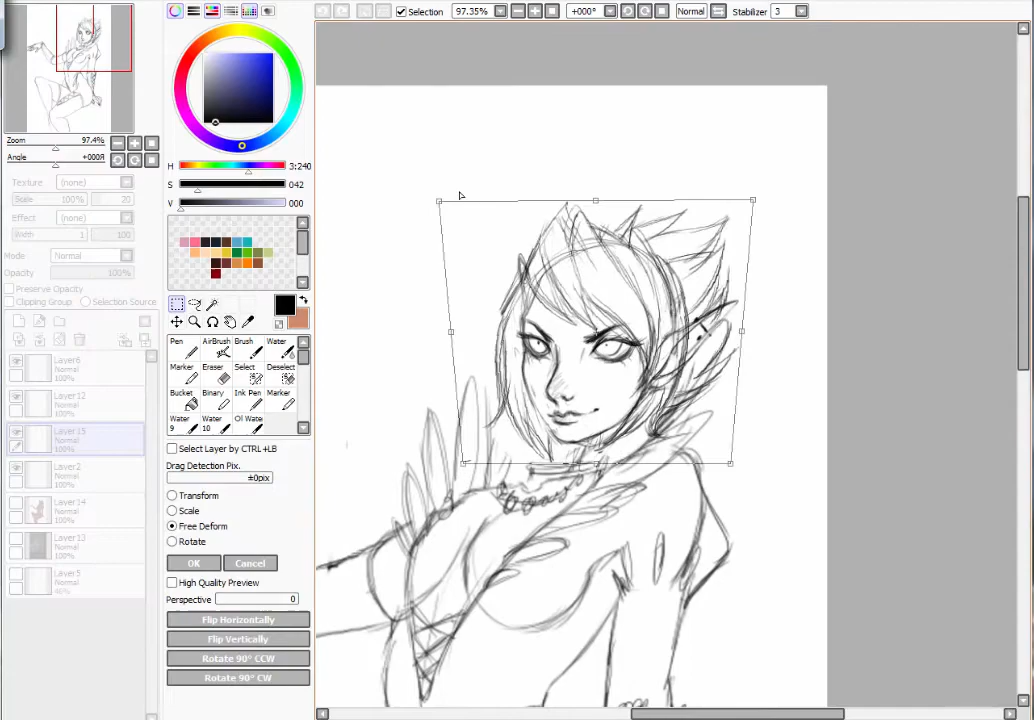 Selection 97.35% +000° Normal Stabilizer 3
Zoom 97.4%
Angle +000Я
Texture (none)
Scale 100% 20
Effect (none)
Width 1 100
Mode Normal
Opacity 100%
Preserve Opacity
Clipping Group Selection Source
Layer6
Normal
100%
Layer12
Normal
100%
Layer15
Normal
100%
Layer2
Normal
100%
Layer14
Normal
100%
Layer13
Normal
100%
Layer5
Normal
H 3:240
S 042
V 000
Pen AirBrush Brush Water
Marker Eraser Select Deselect
Bucket Binary Ink Pen Marker
Water Water Ol Wate
9 10
Select Layer by CTRL +LB
Drag Detection Pix.
±0pix
Transform
Scale
Free Deform
Rotate
OK Cancel
High Quality Preview
Perspective 0
Flip Horizontally
Flip Vertically
Rotate 90° CCW
Rotate 90° CW